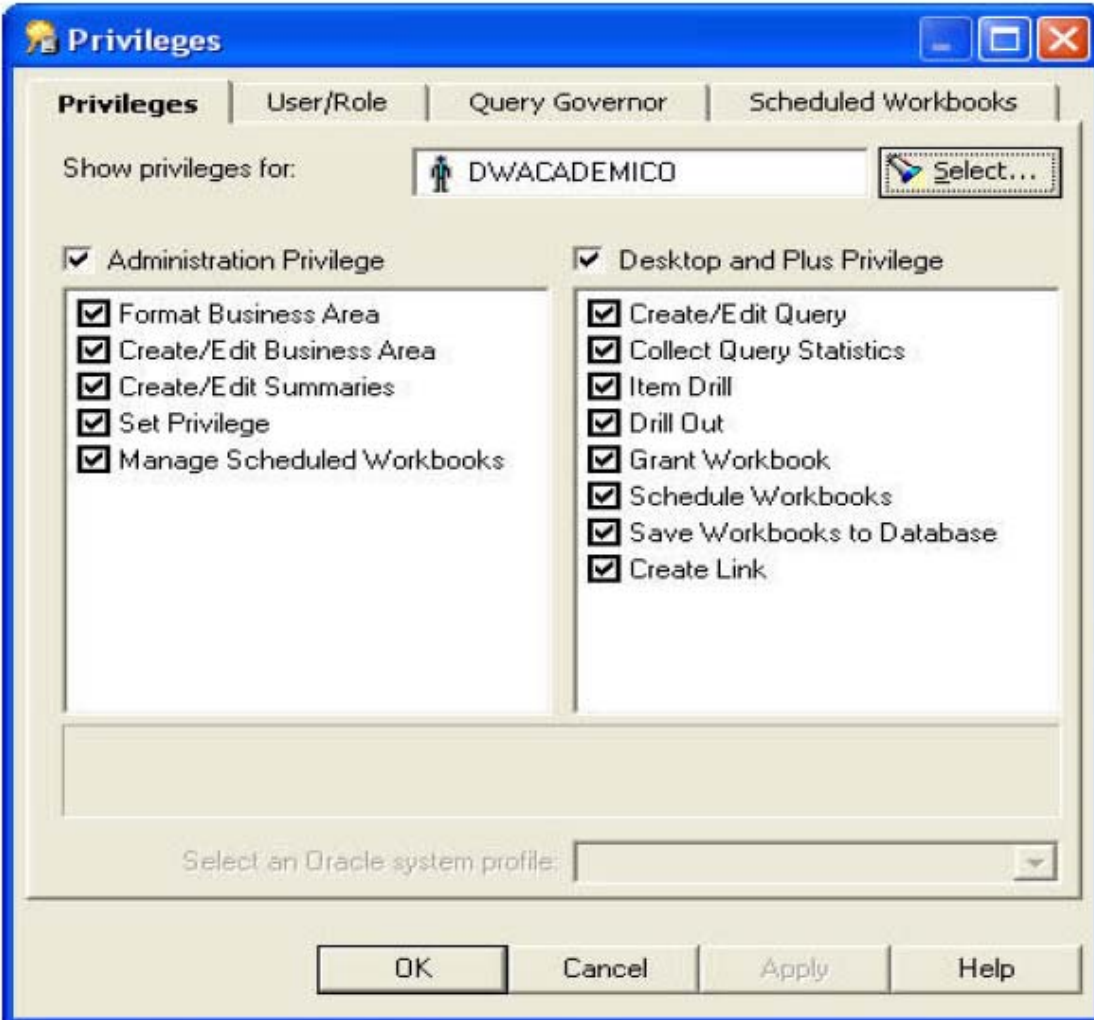 Privileges
Privileges User/Role Query Governor Scheduled Workbooks
Show privileges for: DWACADEMICO Select...
Administration Privilege
Format Business Area
Create/Edit Business Area
Create/Edit Summaries
Set Privilege
Manage Scheduled Workbooks
Desktop and Plus Privilege
Create/Edit Query
Collect Query Statistics
Item Drill
Drill Out
Grant Workbook
Schedule Workbooks
Save Workbooks to Database
Create Link
Select an Oracle system profile:
OK Cancel Apply Help